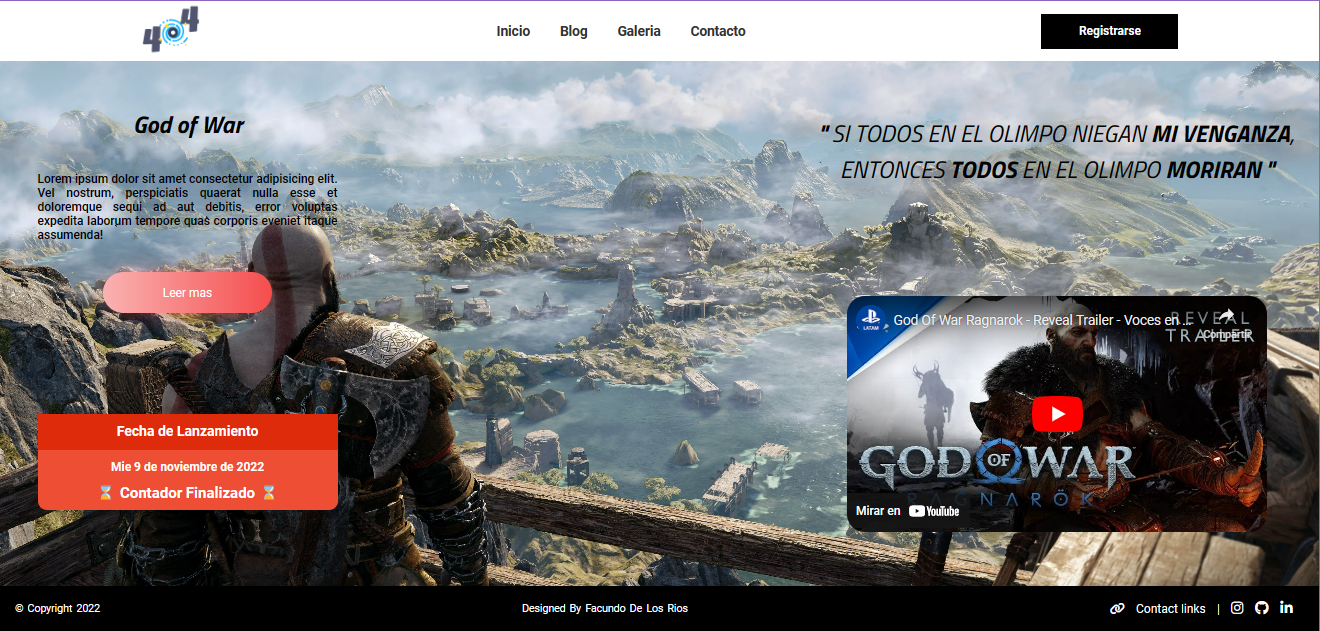 404
Inicio Blog Galeria Contacto
Registrarse
God of War
Lorem ipsum dolor sit amet consectetur adipisicing elit.
Vel nostrum, perspiciatis quaerat nulla esse et
doloremque sequi ad aut debitis, error voluptas
expedita laborum tempore quas corporis eveniet itaque
assumenda!
Leer mas
Fecha de Lanzamiento
Mie 9 de noviembre de 2022
⌛ Contador Finalizado ⌛
" SI TODOS EN EL OLIMPO NIEGAN MI VENGANZA,
ENTONCES TODOS EN EL OLIMPO MORIRAN "
LATAM
God Of War Ragnarok - Reveal Trailer - Voces en ...
Compartir
REVEAL
TRAILER
GOD OF WAR
RAGNARÖK
Mirar en YouTube
© Copyright 2022
Designed By Facundo De Los Rios
Contact links |